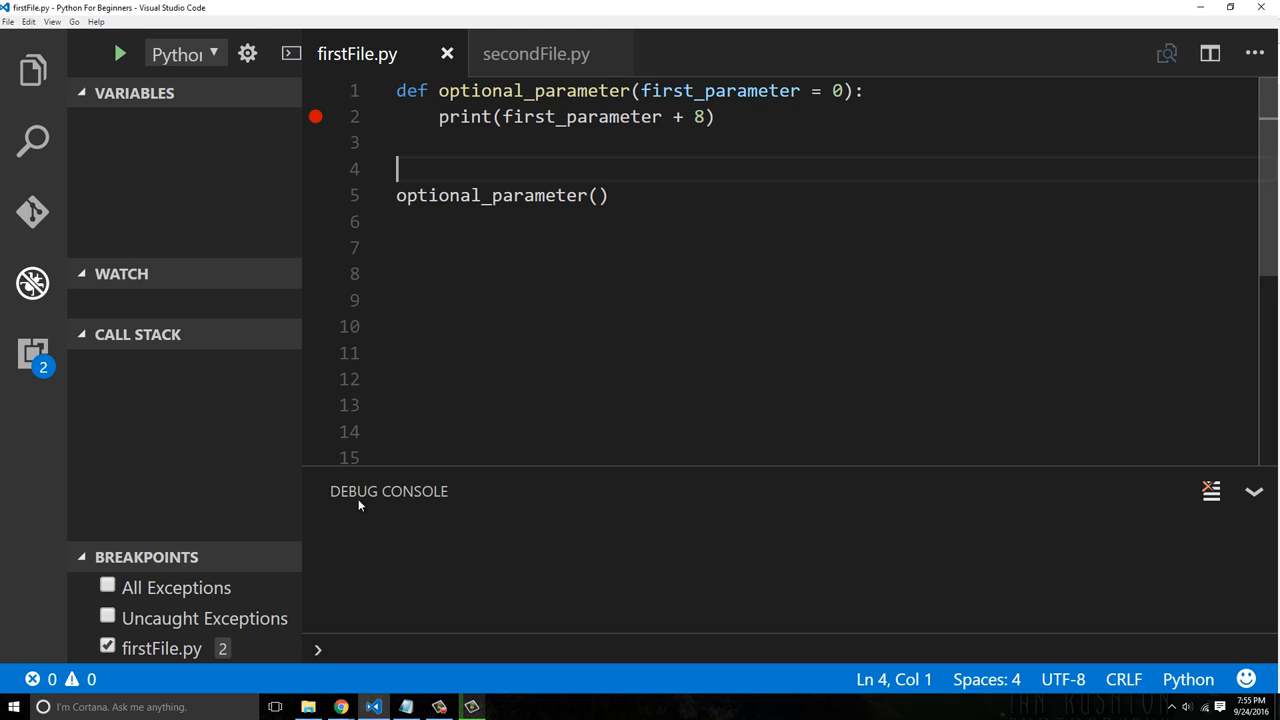 firstFile.py - Python For Beginners - Visual Studio Code
File Edit View Go Help
Python
firstFile.py
secondFile.py
VARIABLES
WATCH
CALL STACK
2
BREAKPOINTS
All Exceptions
Uncaught Exceptions
firstFile.py 2
1 def optional_parameter(first_parameter = 0):
2 print(first_parameter + 8)
3
4
5 optional_parameter()
6
7
8
9
10
11
12
13
14
15
DEBUG CONSOLE
0 0
Ln 4, Col 1 Spaces: 4 UTF-8 CRLF Python
I'm Cortana. Ask me anything.
7:55 PM
9/24/2016